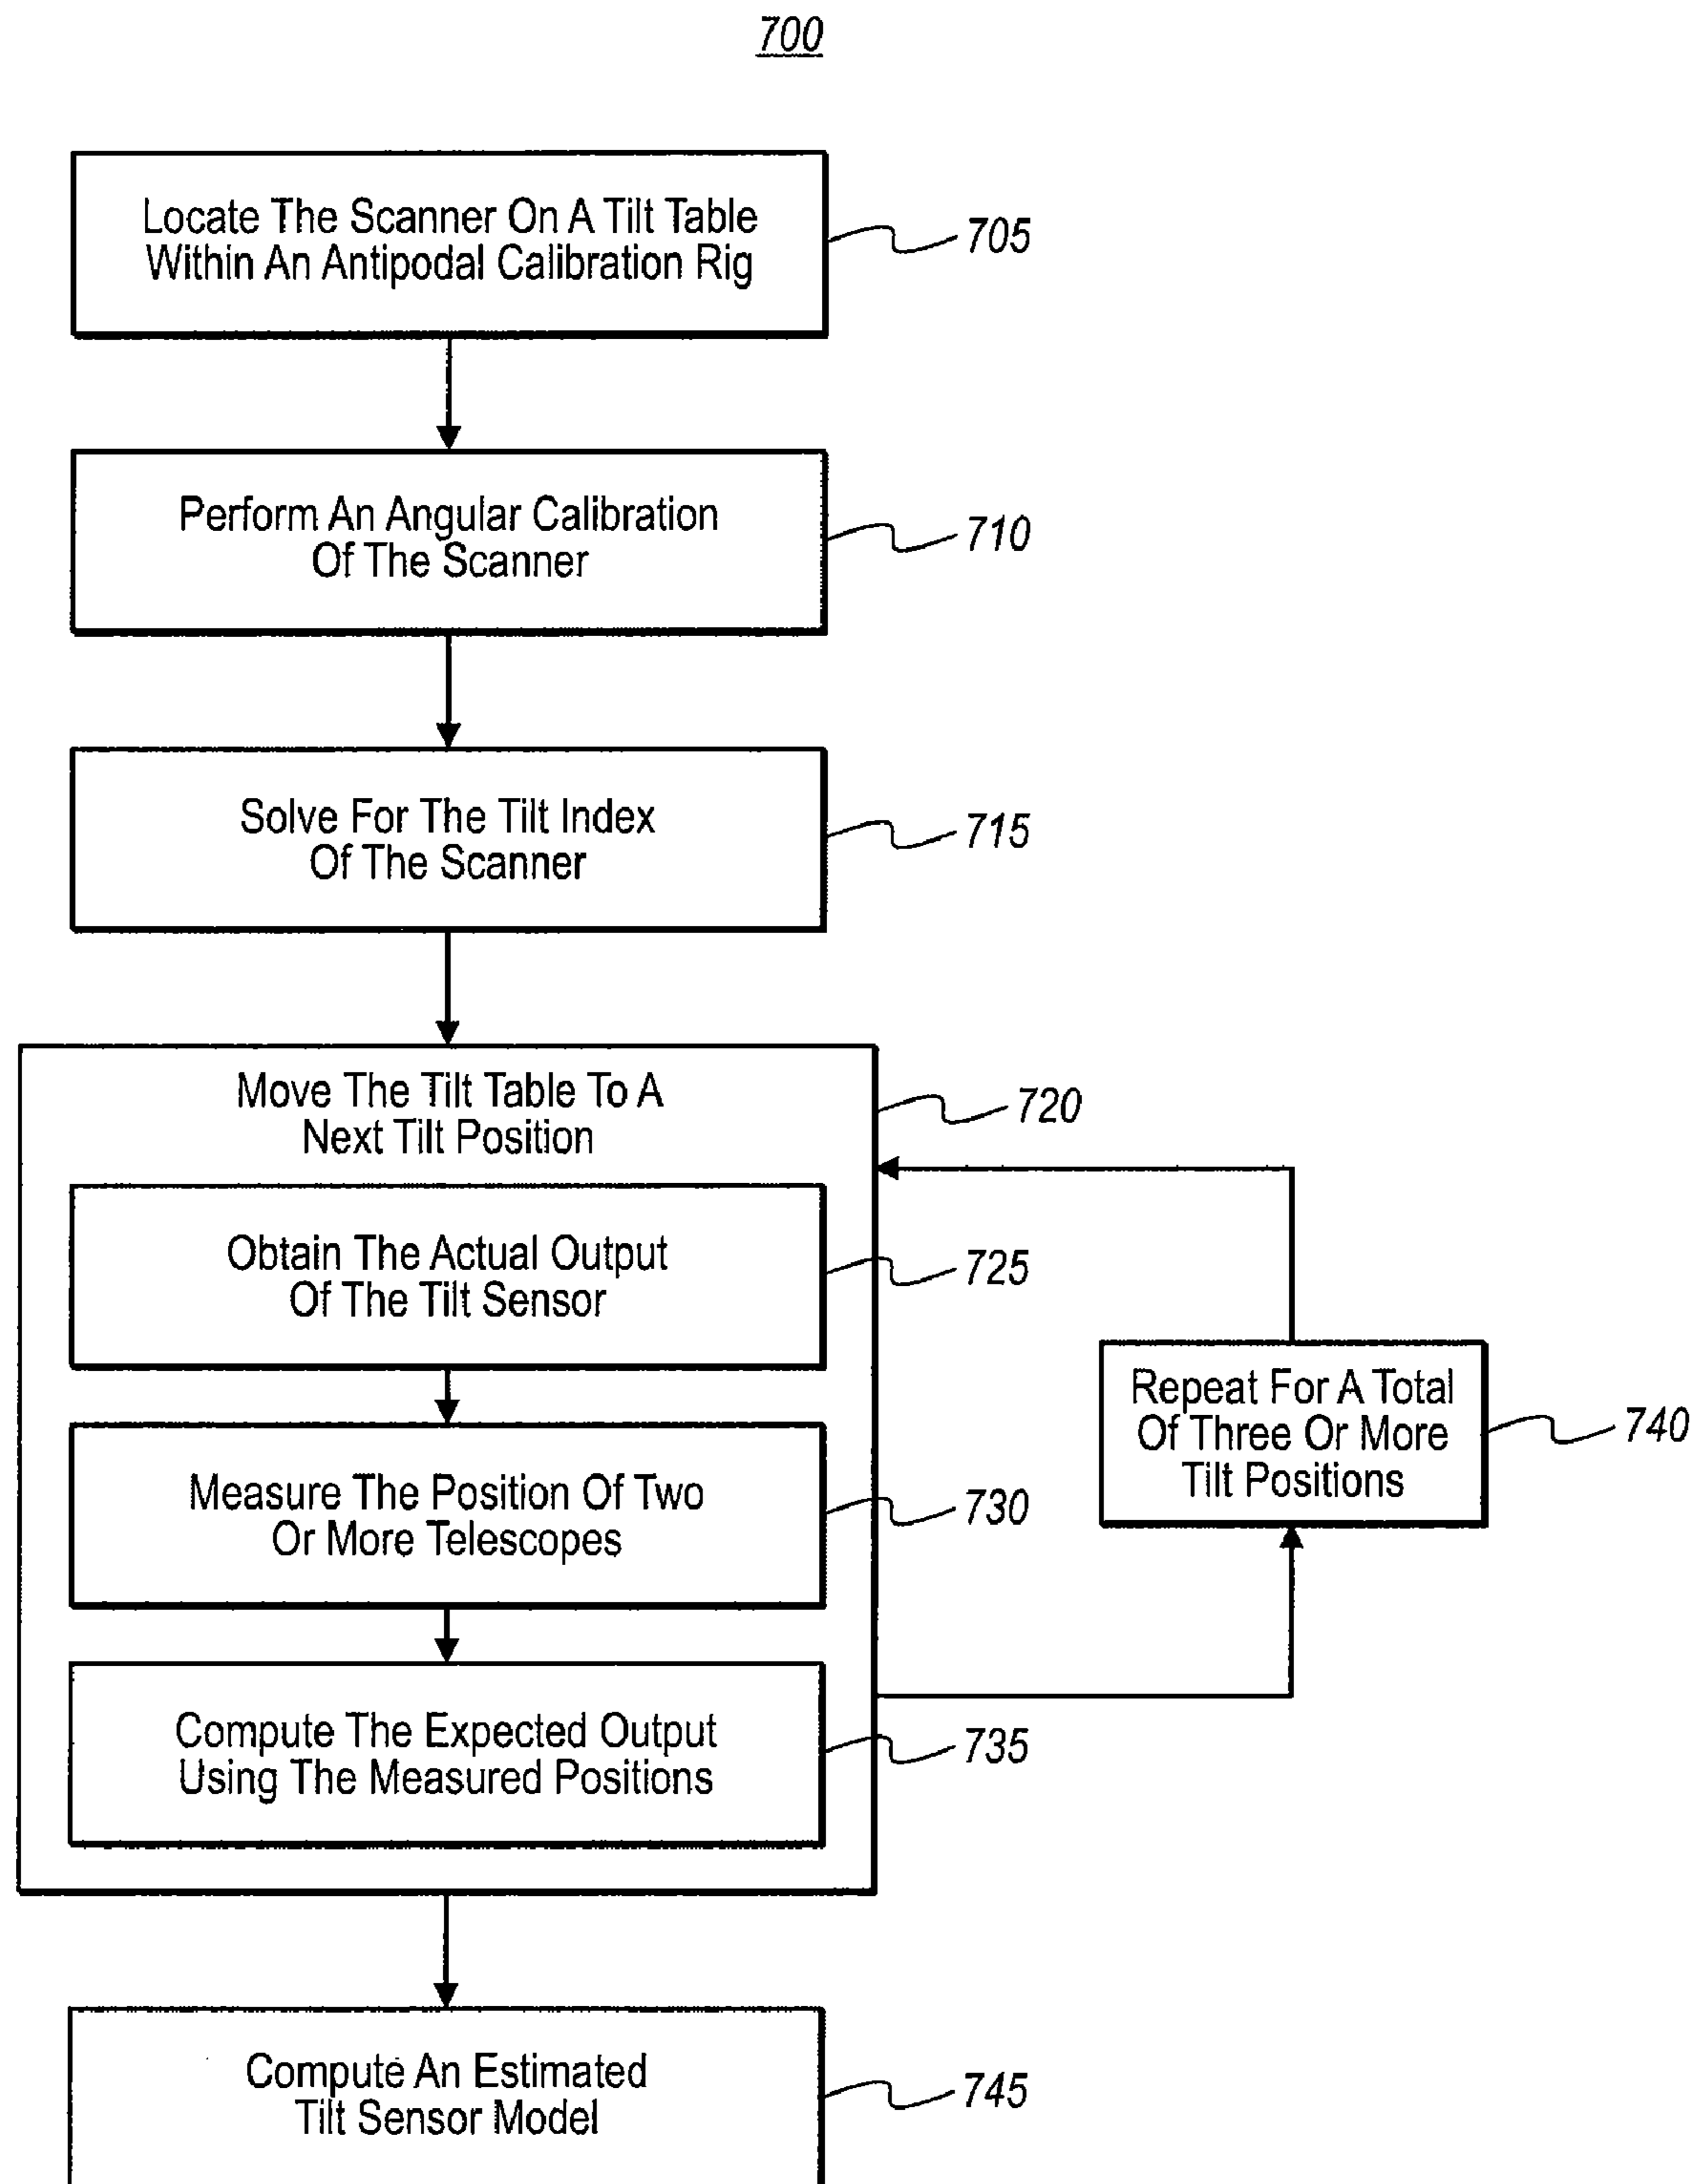 700
Locate The Scanner On A Tilt Table
Within An Antipodal Calibration Rig
705
Perform An Angular Calibration
Of The Scanner
710
Solve For The Tilt Index
Of The Scanner
715
Move The Tilt Table To A
Next Tilt Position
720
Obtain The Actual Output
Of The Tilt Sensor
725
Measure The Position Of Two
Or More Telescopes
730
Compute The Expected Output
Using The Measured Positions
735
Repeat For A Total
Of Three Or More
Tilt Positions
740
Compute An Estimated
Tilt Sensor Model
745